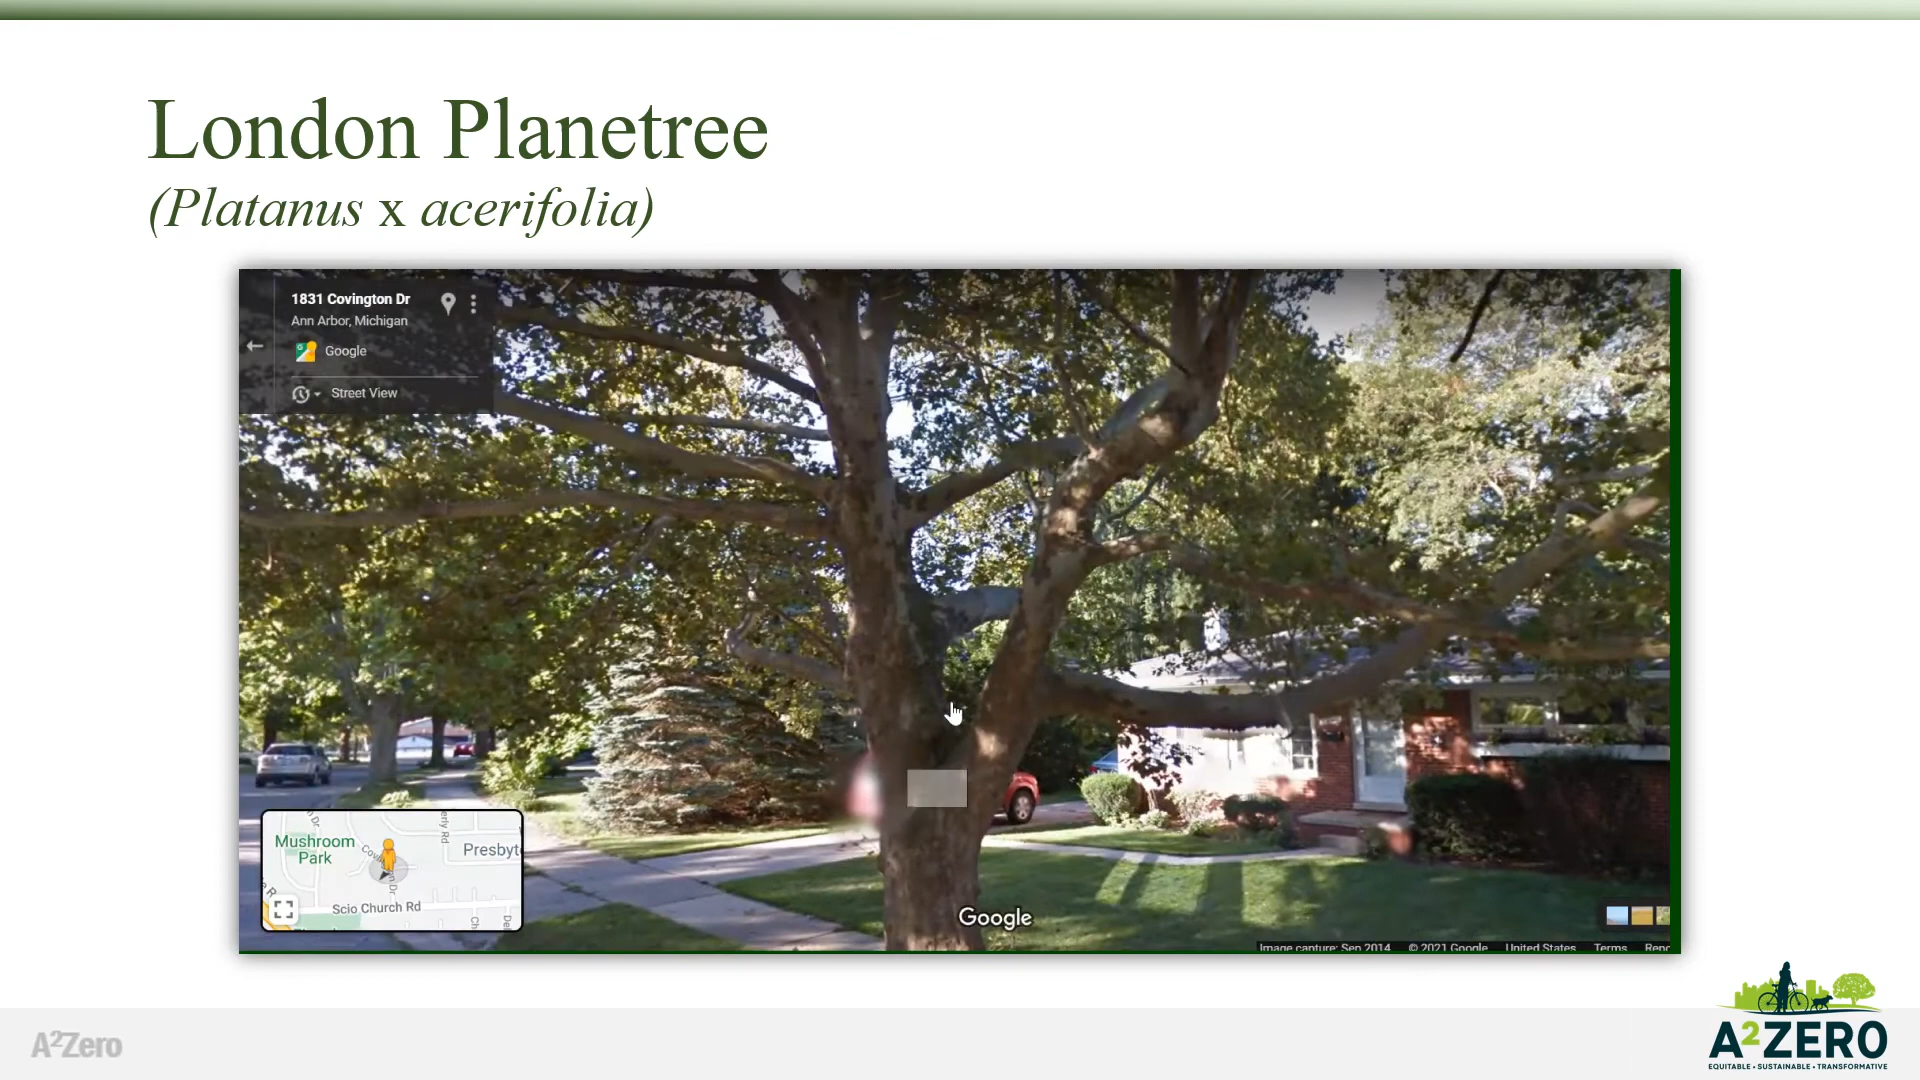 London Planetree
(Platanus x acerifolia)
1831 Covington Dr
Ann Arbor, Michigan
Google
Street View
Mushroom
Park
Presbyt
Scio Church Rd
Google
Image capture: Sep 2014 © 2021 Google United States Terms
A²Zero
A²ZERO
EQUITABLE • SUSTAINABLE • TRANSFORMATIVE